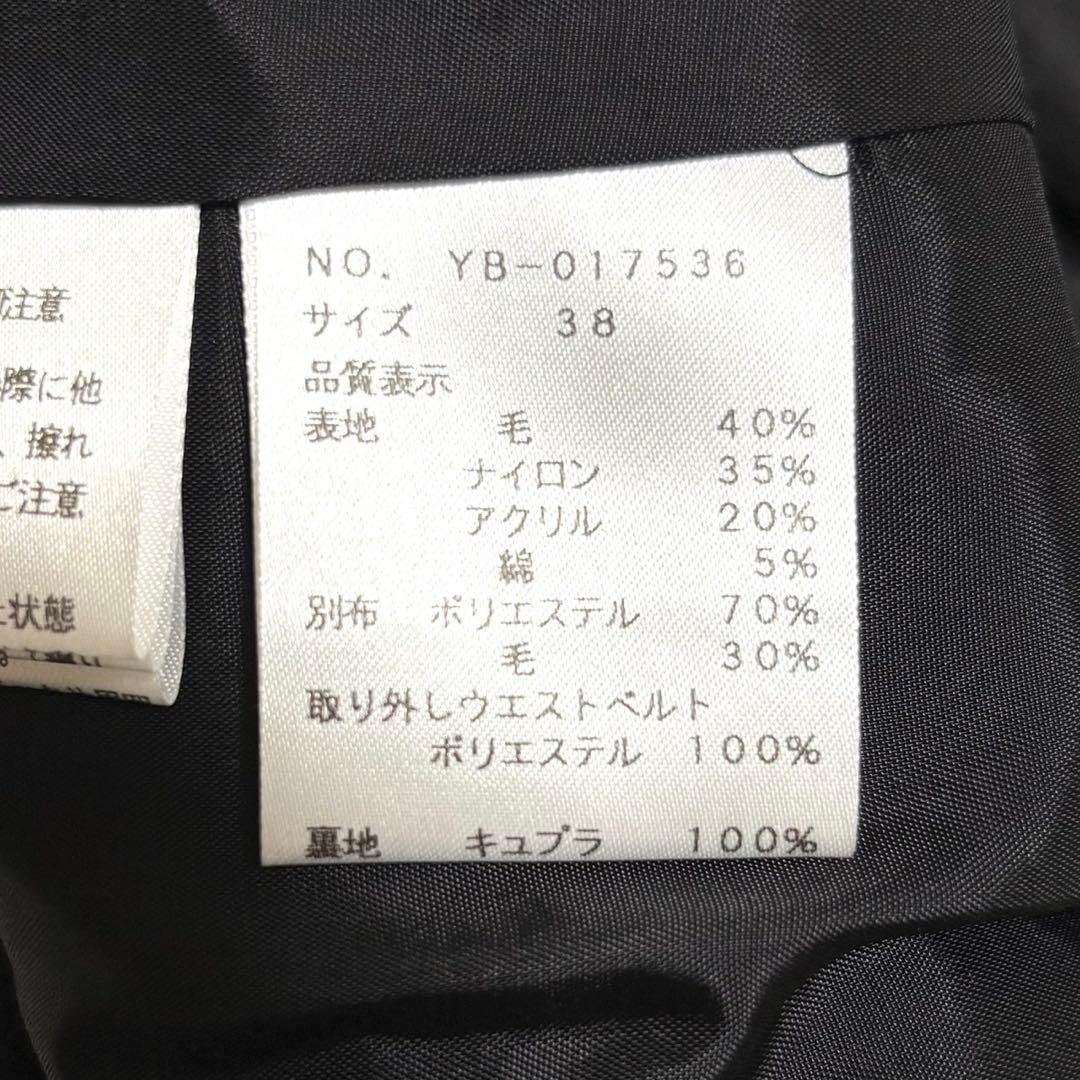 注意
際に他
、擦れ
ご注意
状態
NO. YB-017536
サイズ 38
品質表示
表地 毛 40%
ナイロン 35%
アクリル 20%
綿 5%
別布 ポリエステル 70%
毛 30%
取り外しウエストベルト
ポリエステル 100%
裏地 キュプラ 100%